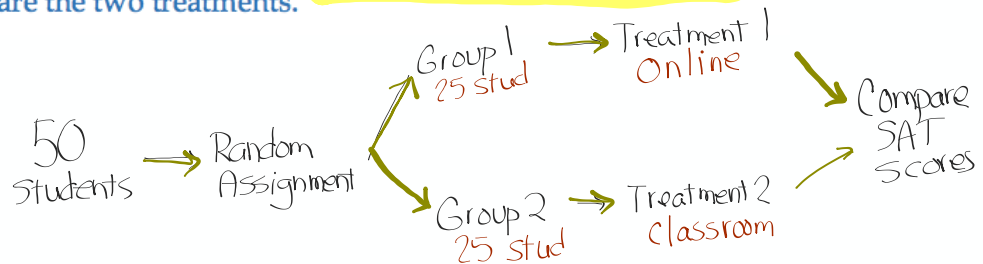 are the two treatments.
50
Students
Random
Assignment
Group 1
25 stud
Treatment 1
Online
Group 2
25 stud
Treatment 2
Classroom
Compare
SAT
scores